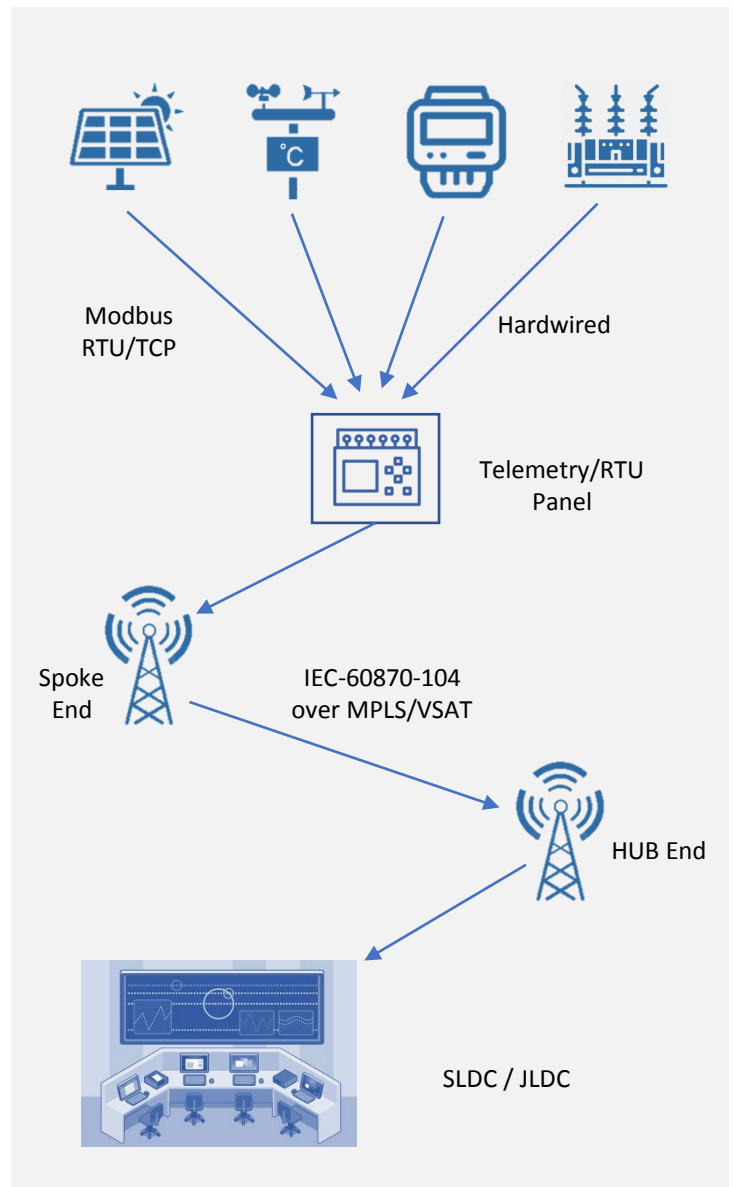 °C
Modbus
RTU/TCP
Hardwired
Telemetry/RTU
Panel
Spoke
End
IEC-60870-104
over MPLS/VSAT
HUB End
SLDC / JLDC